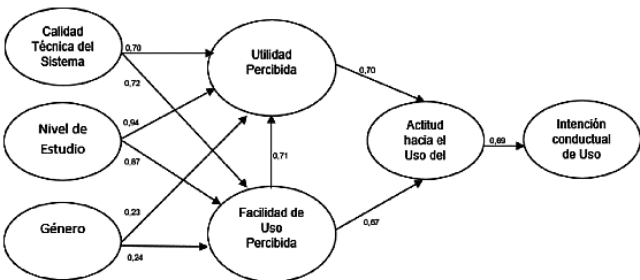 Calidad
Técnica del
Sistema
0,70
0,72
Utilidad
Percibida
0,70
Nivel de
Estudio
0,94
0,87
Actitud
hacia el
Uso del
0,69
Intención
conductual
de Uso
0,71
Género
0,23
0,24
Facilidad de
Uso
Percibida
0,67